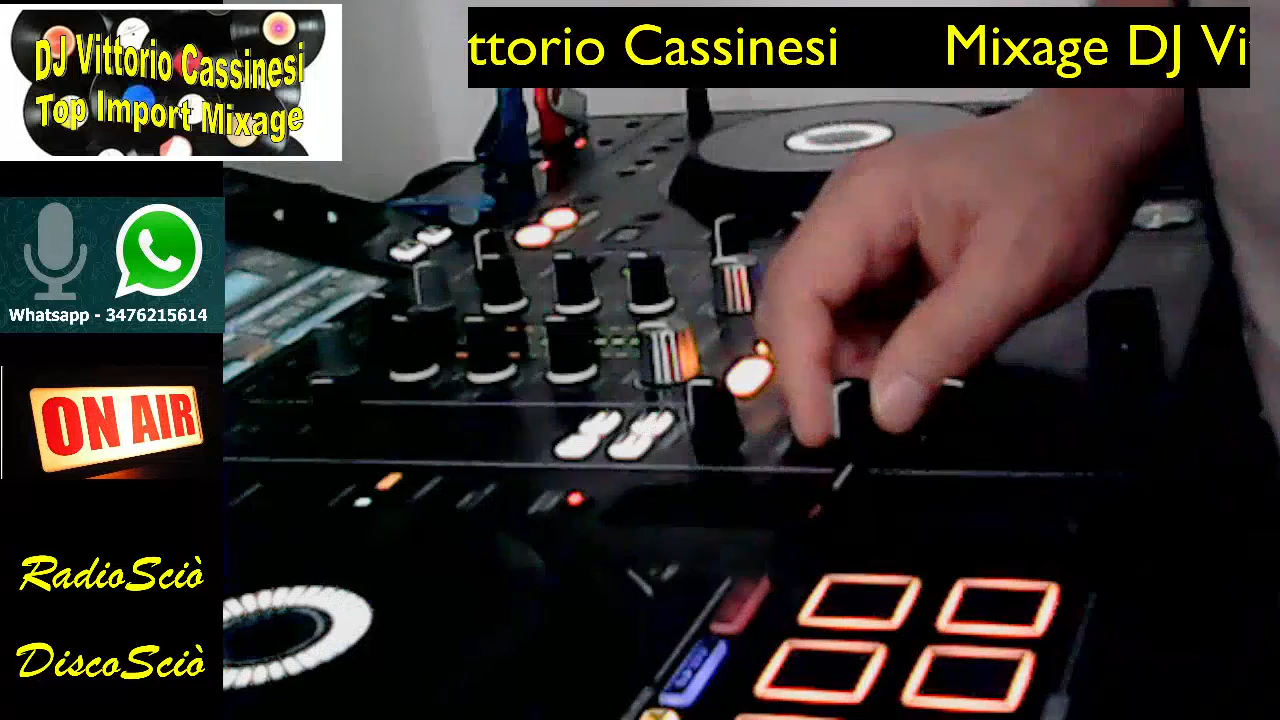 DJ Vittorio Cassinesi
Top Import Mixage
ttorio Cassinesi Mixage DJ Vi
Whatsapp - 3476215614
ON AIR
RadioSciò
DiscoSciò